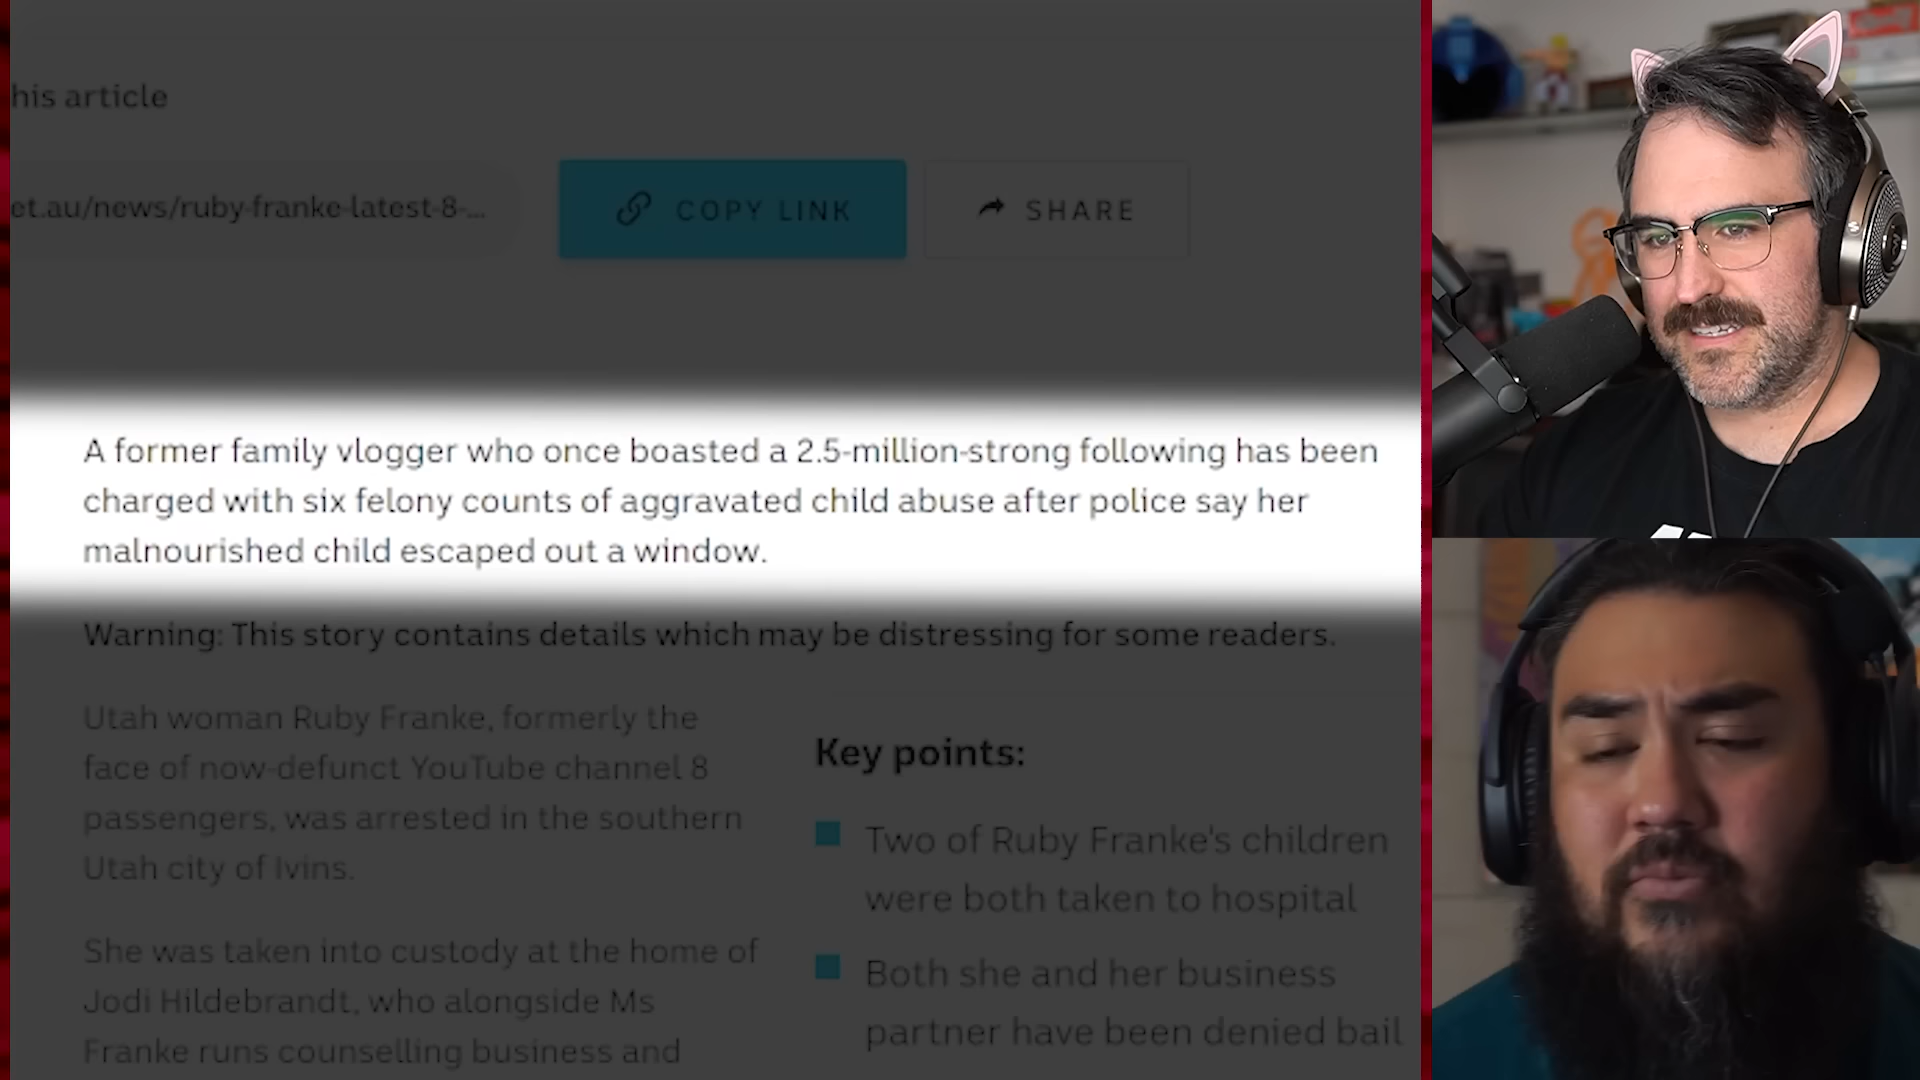 his article
et.au/news/ruby-franke-latest-8-...
COPY LINK
SHARE
A former family vlogger who once boasted a 2.5-million-strong following has been
charged with six felony counts of aggravated child abuse after police say her
malnourished child escaped out a window.
Warning: This story contains details which may be distressing for some readers.
Utah woman Ruby Franke, formerly the
face of now-defunct YouTube channel 8
passengers, was arrested in the southern
Utah city of Ivins.
She was taken into custody at the home of
Jodi Hildebrandt, who alongside Ms
Franke runs counselling business and
Key points:
Two of Ruby Franke's children
were both taken to hospital
Both she and her business
partner have been denied bail